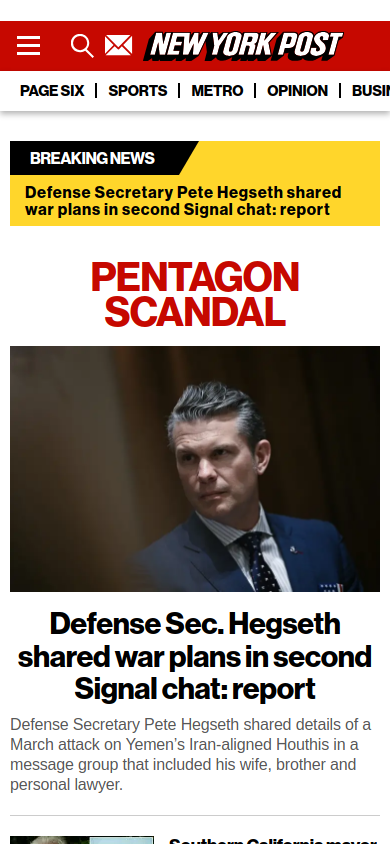 NEW YORK POST
PAGE SIX | SPORTS | METRO | OPINION | BUSI
BREAKING NEWS
Defense Secretary Pete Hegseth shared
war plans in second Signal chat: report
PENTAGON
SCANDAL
Defense Sec. Hegseth
shared war plans in second
Signal chat: report
Defense Secretary Pete Hegseth shared details of a
March attack on Yemen’s Iran-aligned Houthis in a
message group that included his wife, brother and
personal lawyer.
Southern California mayor